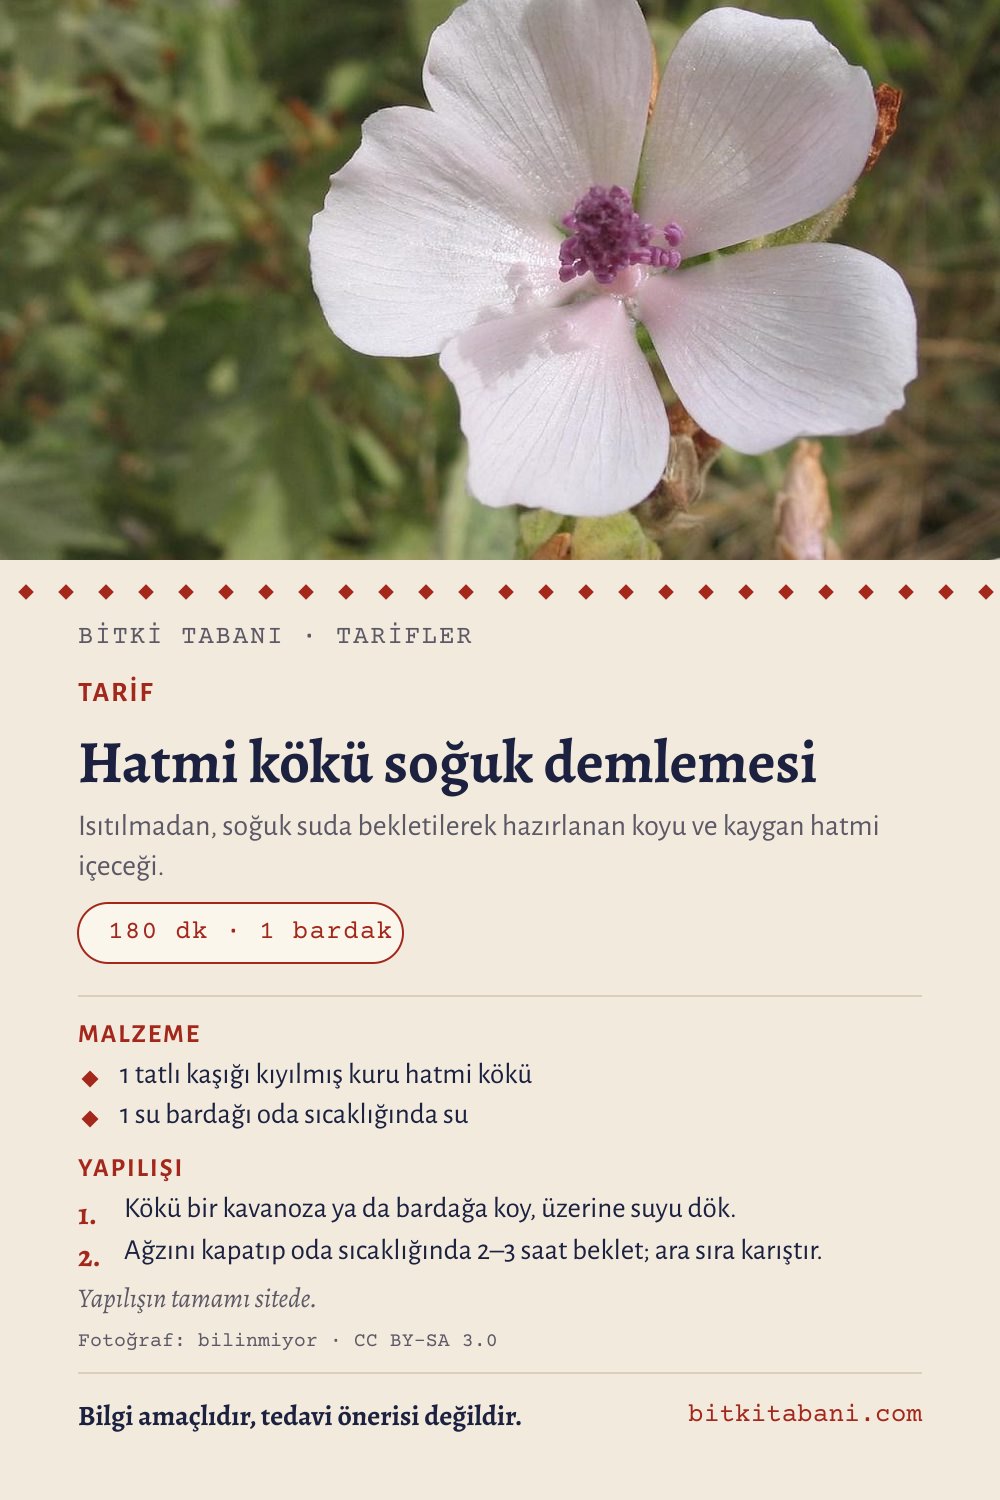 BİTKİ TABANI · TARİFLER
TARİF
Hatmi kökü soğuk demlemesi
Isıtılmadan, soğuk suda bekletilerek hazırlanan koyu ve kaygan hatmi
içeceği.
180 dk · 1 bardak
MALZEME
1 tatlı kaşığı kıyılmış kuru hatmi kökü
1 su bardağı oda sıcaklığında su
YAPILIŞI
1. Kökü bir kavanoza ya da bardağa koy, üzerine suyu dök.
2. Ağzını kapatıp oda sıcaklığında 2–3 saat beklet; ara sıra karıştır.
Yapılışın tamamı sitede.
Fotoğraf: bilinmiyor · CC BY-SA 3.0
Bilgi amaçlıdır, tedavi önerisi değildir.
bitkitabani.com